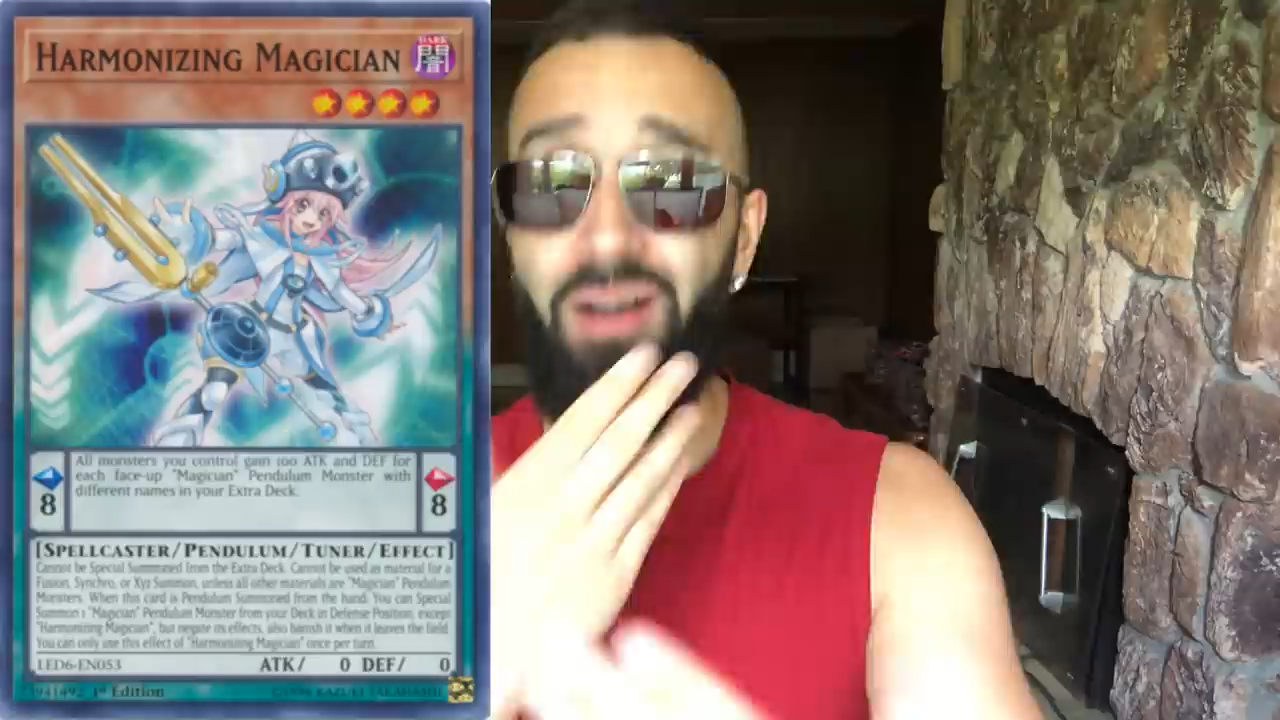 HARMONIZING MAGICIAN
DARK
闇
All monsters you control gain 100 ATK and DEF for
each face-up "Magician" Pendulum Monster with
different names in your Extra Deck.
8
8
[SPELLCASTER/PENDULUM/TUNER/EFFECT]
Cannot be Special Summoned from the Extra Deck. Cannot be used as material for a
Fusion, Synchro, or Xyz Summon, unless all other materials are "Magician" Pendulum
Monsters. When this card is Pendulum Summoned from the hand: You can Special
Summon 1 "Magician" Pendulum Monster from your Deck in Defense Position, except
"Harmonizing Magician", but negate its effects, also banish it when it leaves the field.
You can only use this effect of "Harmonizing Magician" once per turn.
LED6-EN053
ATK/ 0 DEF/ 0
1st Edition
KAZUKI TAKAHASHI